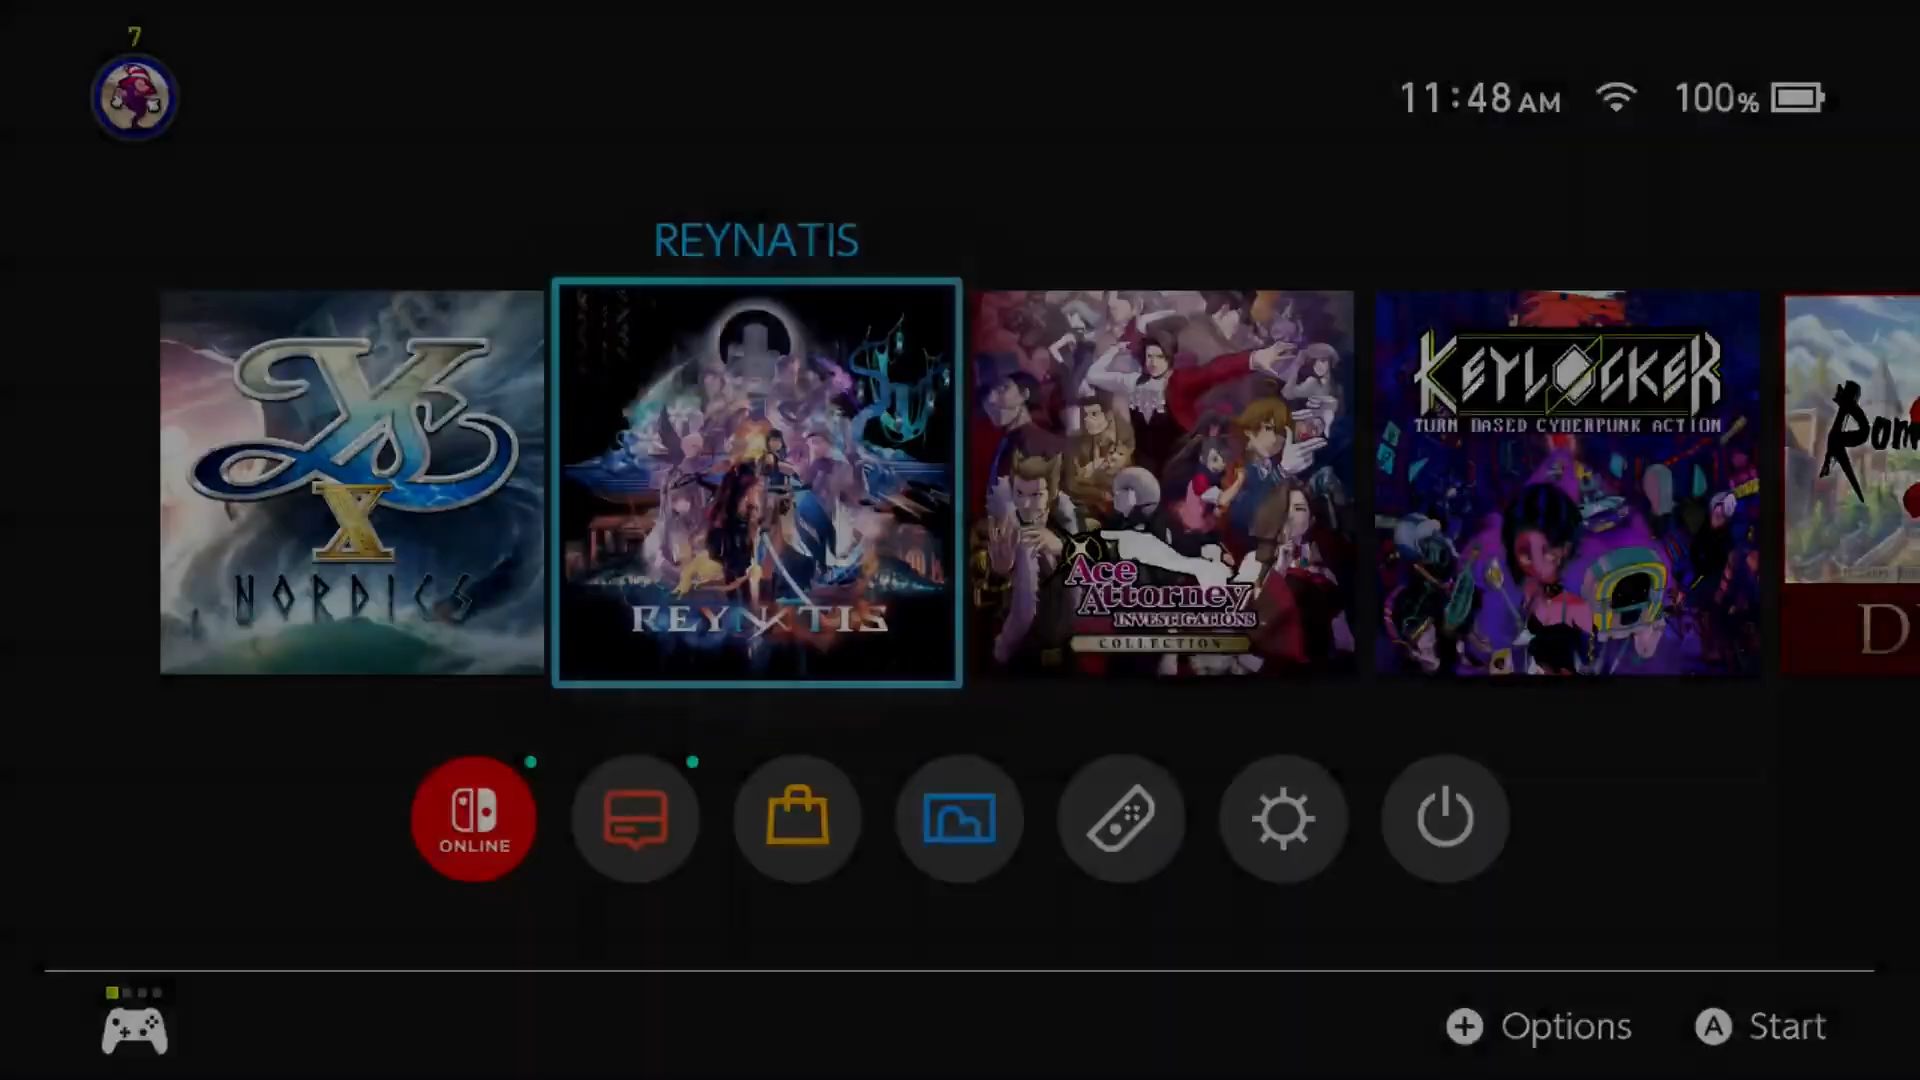 7
11:48 AM
100%
REYNATIS
Ys
X
NORDICS
REYNATIS
Ace
Attorney
INVESTIGATIONS
COLLECTION
KEYLOCKER
TURN BASED CYBERPUNK ACTION
ONLINE
+ Options
A Start